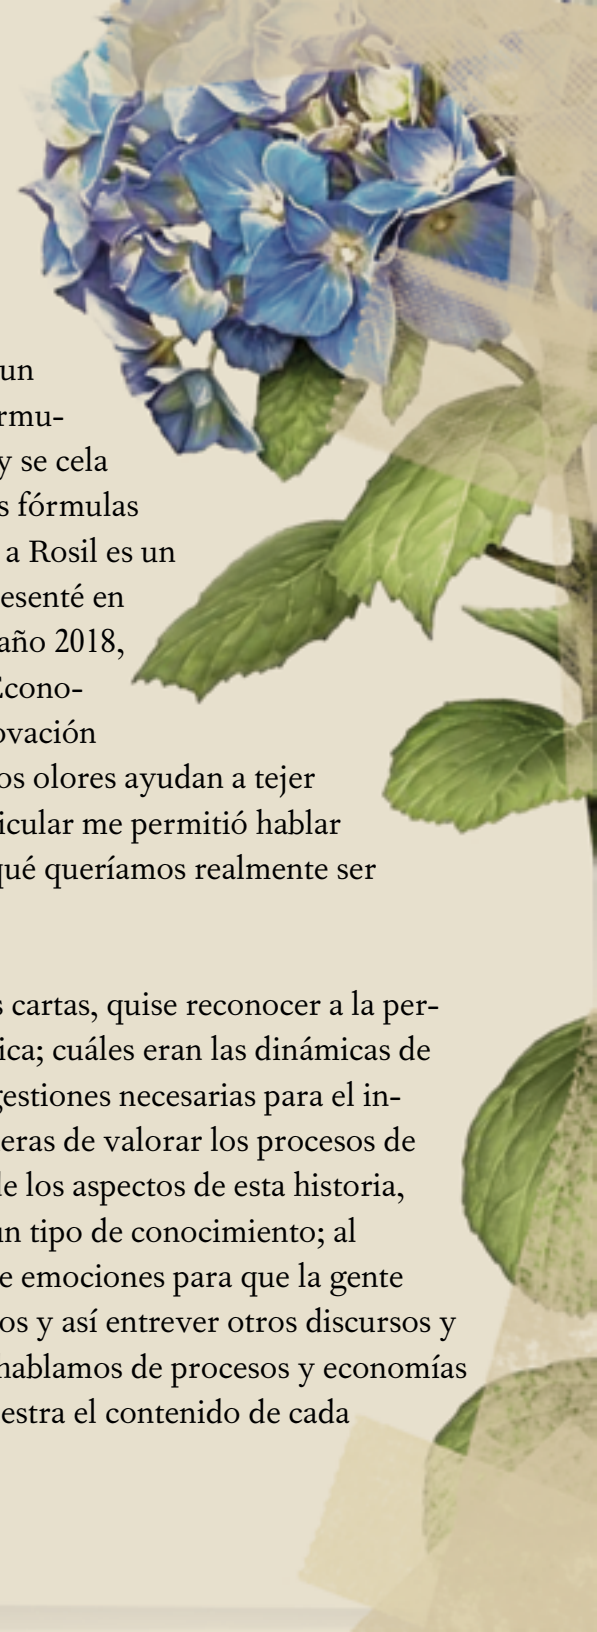 un
rmu-
y se cela
s fórmulas
a Rosil es un
esenté en
año 2018,
Econo-
ovación
os olores ayudan a tejer
icular me permitió hablar
qué queríamos realmente ser
s cartas, quise reconocer a la per-
ica; cuáles eran las dinámicas de
gestiones necesarias para el in-
eras de valorar los procesos de
de los aspectos de esta historia,
un tipo de conocimiento; al
e emociones para que la gente
os y así entrever otros discursos y
hablamos de procesos y economías
estra el contenido de cada